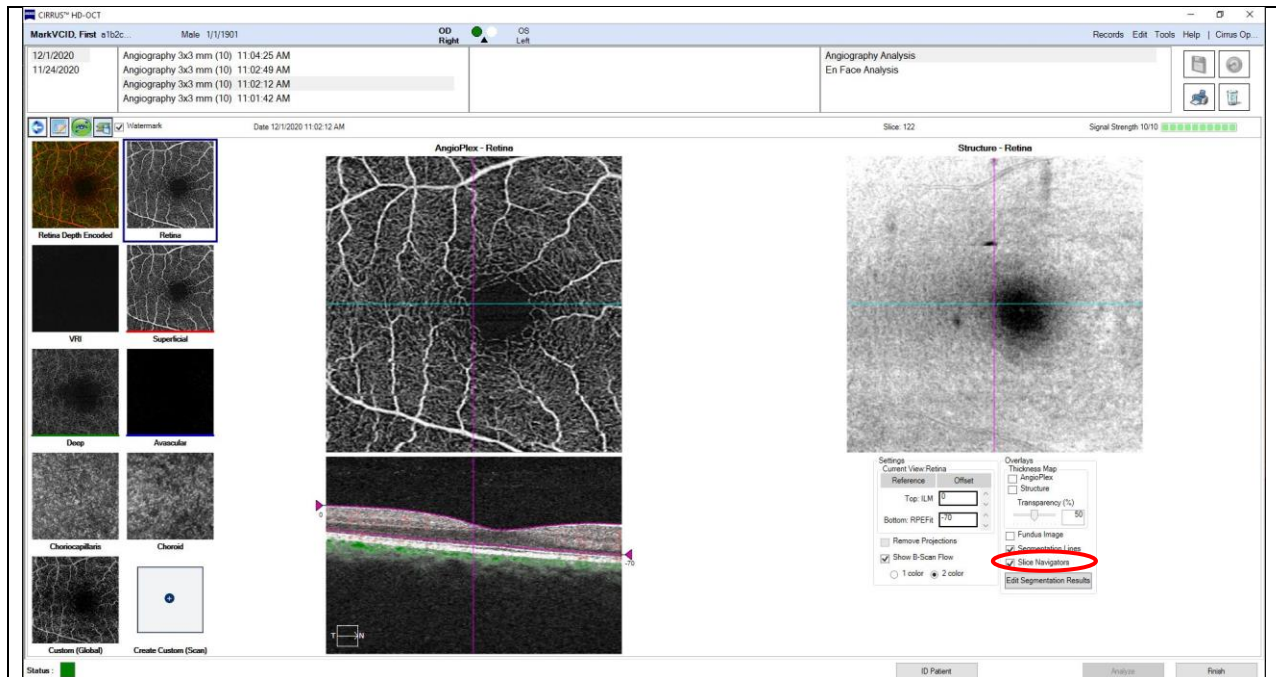 CIRRUS™ HD-OCT
MarkVCID, First a1b2c... Male 1/1/1901 OD Right OS Left Records Edit Tools Help | Cirrus Op...
12/1/2020
11/24/2020
Angiography 3x3 mm (10) 11:04:25 AM
Angiography 3x3 mm (10) 11:02:49 AM
Angiography 3x3 mm (10) 11:02:12 AM
Angiography 3x3 mm (10) 11:01:42 AM
Angiography Analysis
En Face Analysis
Watermark Date 12/1/2020 11:02:12 AM Slice: 122 Signal Strength 10/10
AngioPlex - Retina
Structure - Retina
Retina Depth Encoded Retina
VRI Superficial
Deep Avascular
Choriocapillaris Choroid
Custom (Global) Create Custom (Scan)
0
-70
T N
Settings
Current View:Retina
Reference Offset
Top: ILM 0
Bottom: RPEFit -70
Remove Projections
Show B-Scan Flow
1 color 2 color
Overlays
Thickness Map
AngioPlex
Structure
Transparency (%)
50
Fundus Image
Segmentation Lines
Slice Navigators
Edit Segmentation Results
Status :
ID Patient Analyze Finish